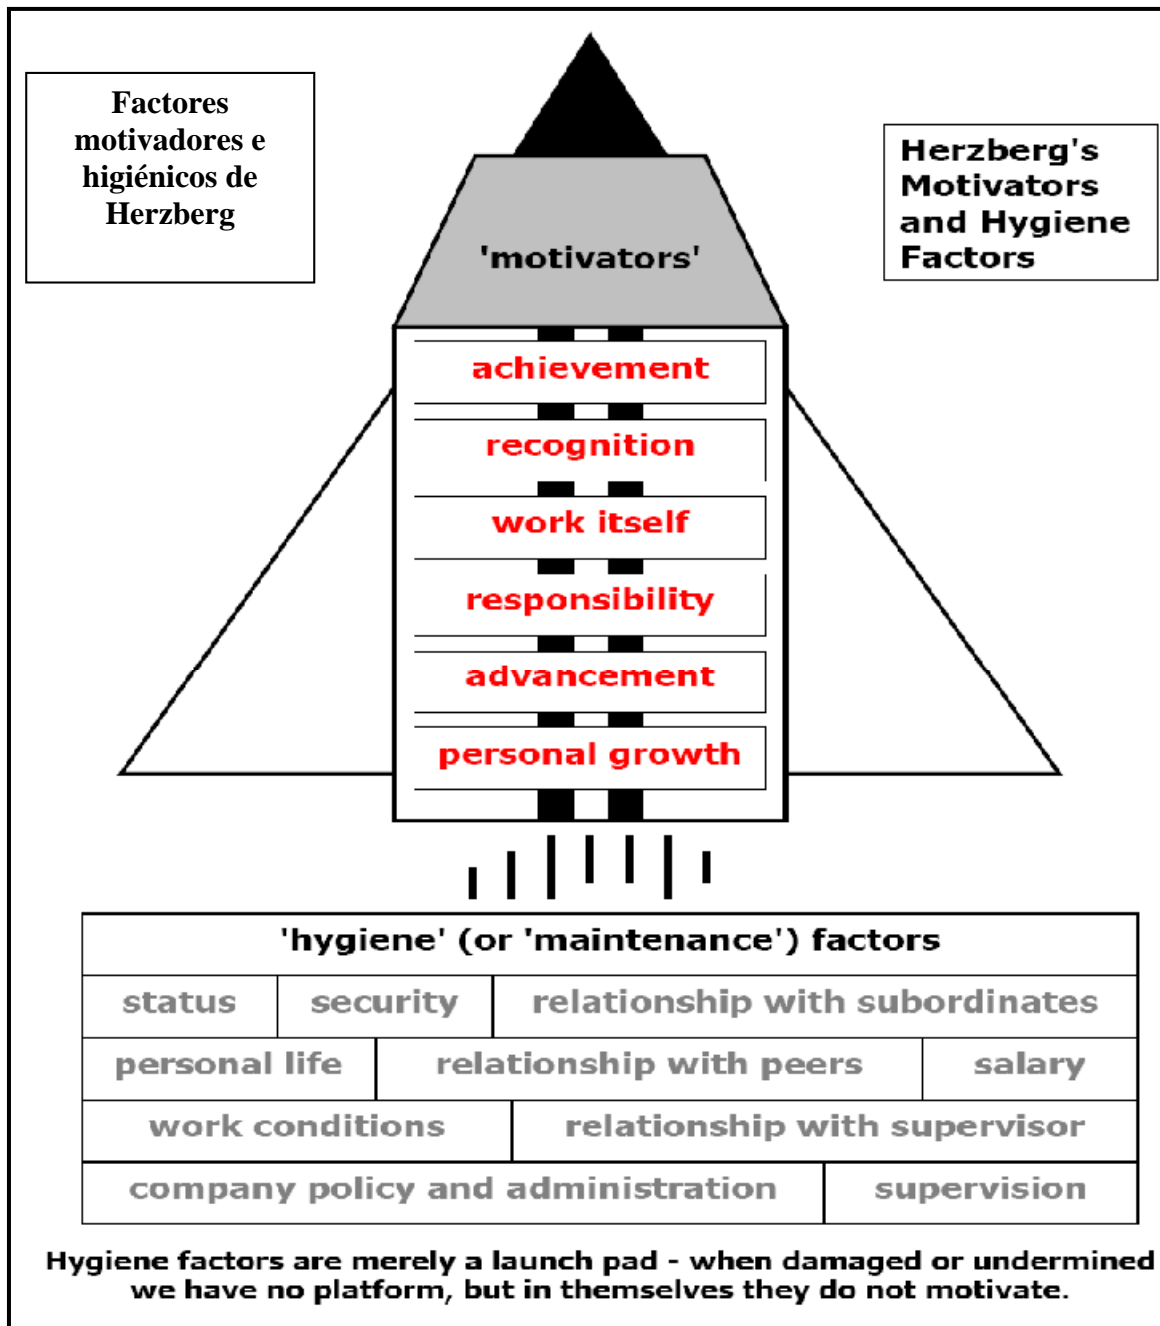 Factores
motivadores e
higiénicos de
Herzberg
Herzberg's
Motivators
and Hygiene
Factors
'motivators'
achievement
recognition
work itself
responsibility
advancement
personal growth
'hygiene' (or 'maintenance') factors
status security relationship with subordinates
personal life relationship with peers salary
work conditions relationship with supervisor
company policy and administration supervision
Hygiene factors are merely a launch pad - when damaged or undermined
we have no platform, but in themselves they do not motivate.